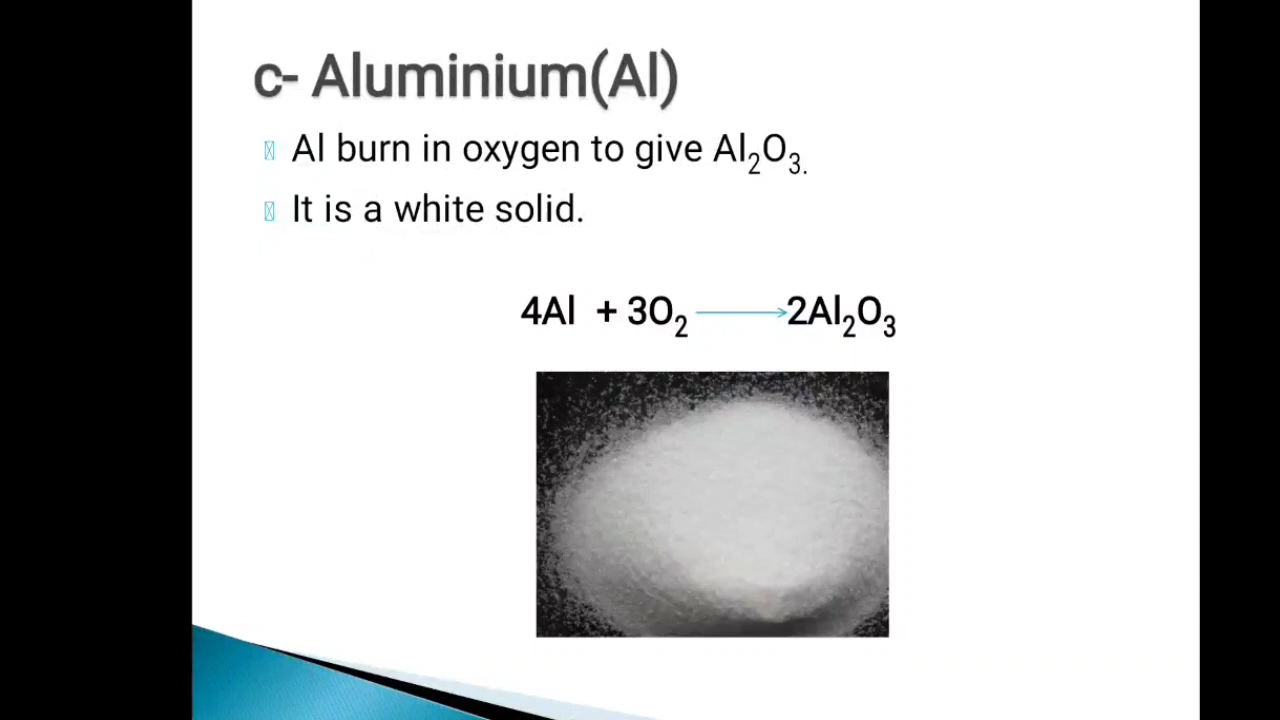 c- Aluminium(Al)
Al burn in oxygen to give Al₂O₃.
It is a white solid.
4Al + 3O₂ ⟶ 2Al₂O₃